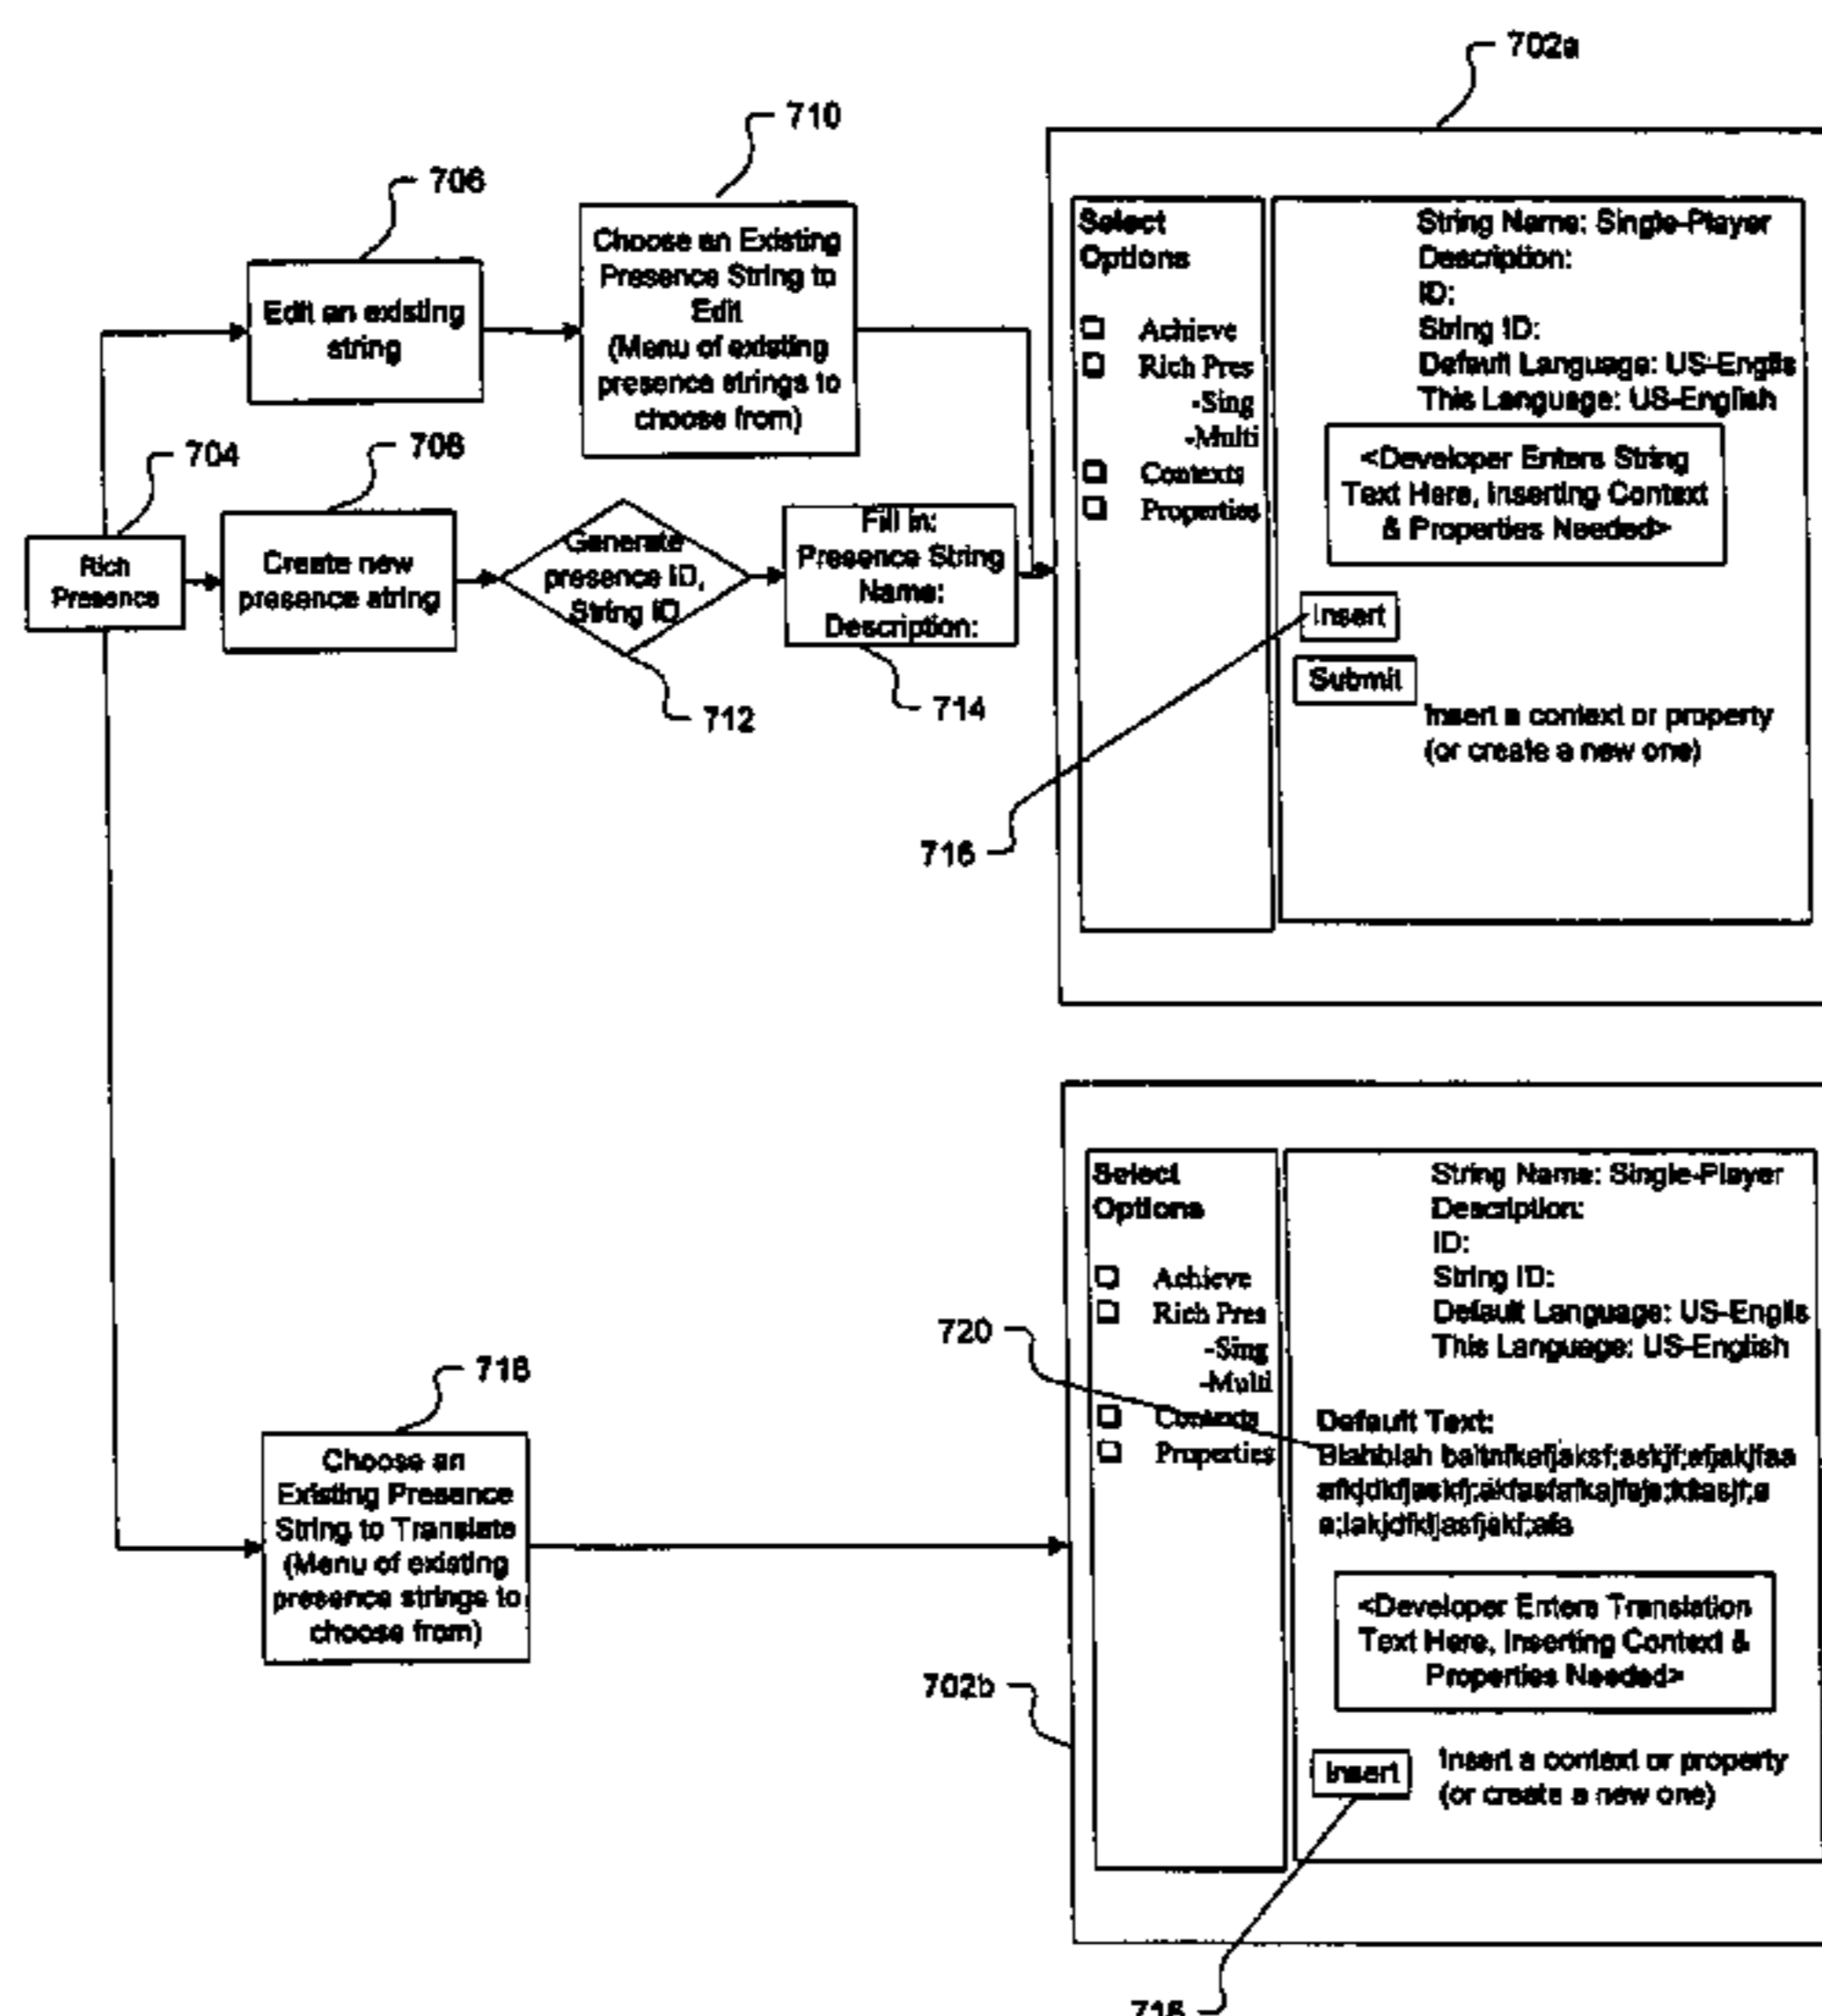 702a
710
706
Choose an Existing
Presence String to
Edit
(Menu of existing
presence strings to
choose from)
Edit an existing
string
704
708
Rich
Presence
Create new
presence string
Generate
presence ID,
String ID
Fill in:
Presence String
Name:
Description:
712
714
Select
Options
Achieve
Rich Pres
-Sing
-Multi
Contexts
Properties
String Name: Single-Player
Description:
ID:
String ID:
Default Language: US-Englis
This Language: US-English
<Developer Enters String
Text Here, Inserting Context
& Properties Needed>
Insert
Submit
Insert a context or property
(or create a new one)
716
718
Choose an
Existing Presence
String to Translate
(Menu of existing
presence strings to
choose from)
720
702b
Select
Options
Achieve
Rich Pres
-Sing
-Multi
Contexts
Properties
String Name: Single-Player
Description:
ID:
String ID:
Default Language: US-Englis
This Language: US-English
Default Text:
Blahblah
<Developer Enters Translation
Text Here, Inserting Context &
Properties Needed>
Insert
Insert a context or property
(or create a new one)
716